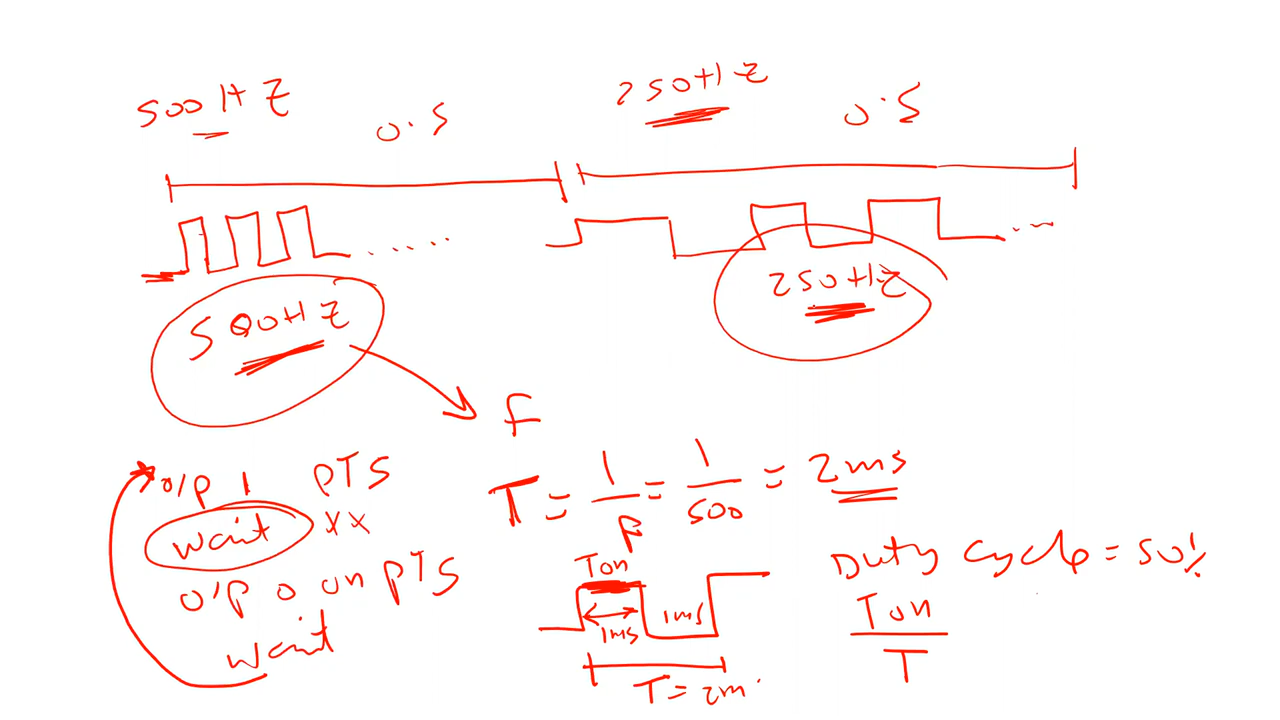 500 HZ
250HZ
0.5
0.5
500HZ
250HZ
F
O/P 1 PTS
wait xx
O/P 0 on PTS
wait
T = 1/F = 1/500 = 2ms
Ton
1ms
1ms
T = 2m
Duty cycle = 50%
Ton
T